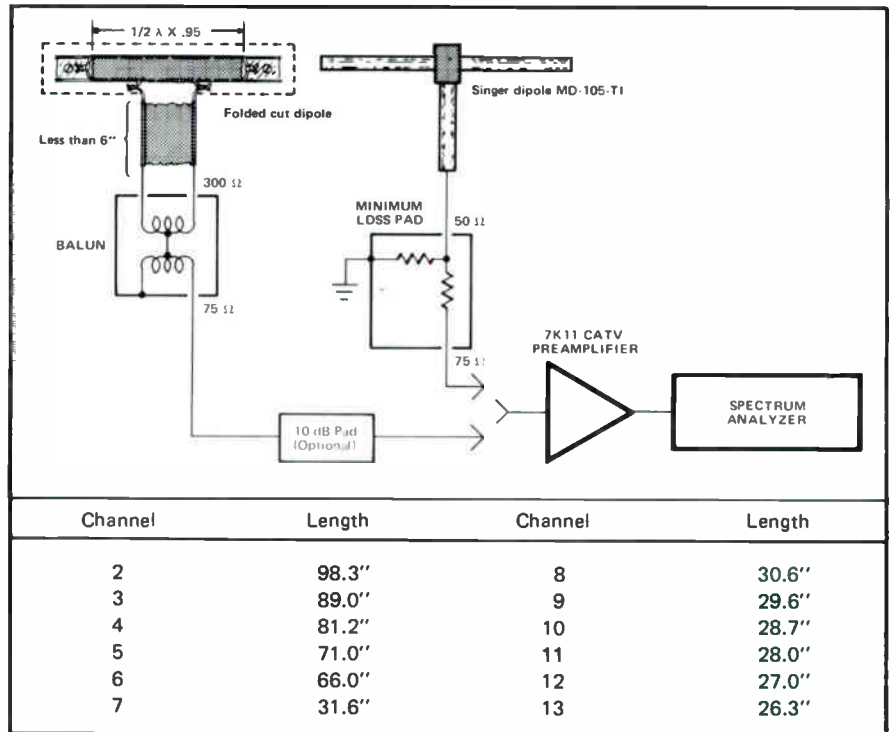 1/2 λ X .95
Singer dipole MD-105-T1
Folded cut dipole
Less than 6"
300 Ω
MINIMUM
LOSS PAD
50 Ω
BALUN
75 Ω
75 Ω
7K11 CATV
PREAMPLIFIER
10 dB Pad
(Optional)
SPECTRUM
ANALYZER
Channel Length Channel Length
2 98.3" 8 30.6"
3 89.0" 9 29.6"
4 81.2" 10 28.7"
5 71.0" 11 28.0"
6 66.0" 12 27.0"
7 31.6" 13 26.3"